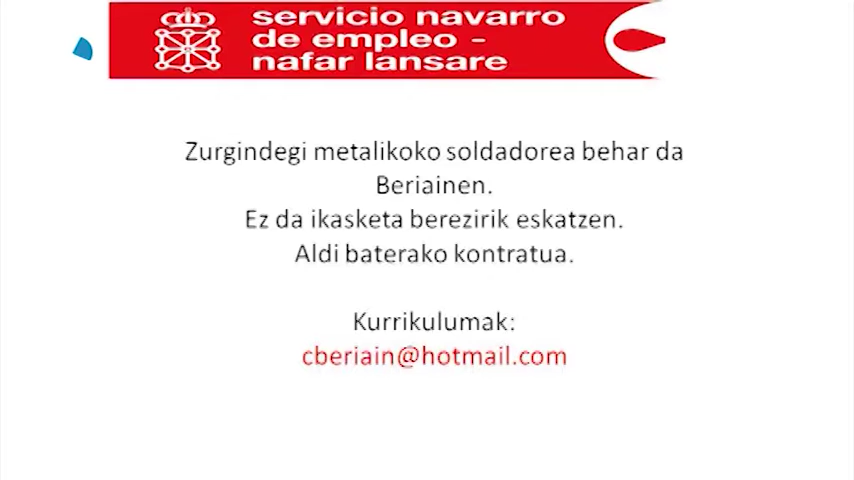 servicio navarro
de empleo -
nafar lansare
Zurgindegi metalikoko soldadorea behar da
Beriainen.
Ez da ikasketa berezirik eskatzen.
Aldi baterako kontratua.
Kurrikulumak:
cberiain@hotmail.com